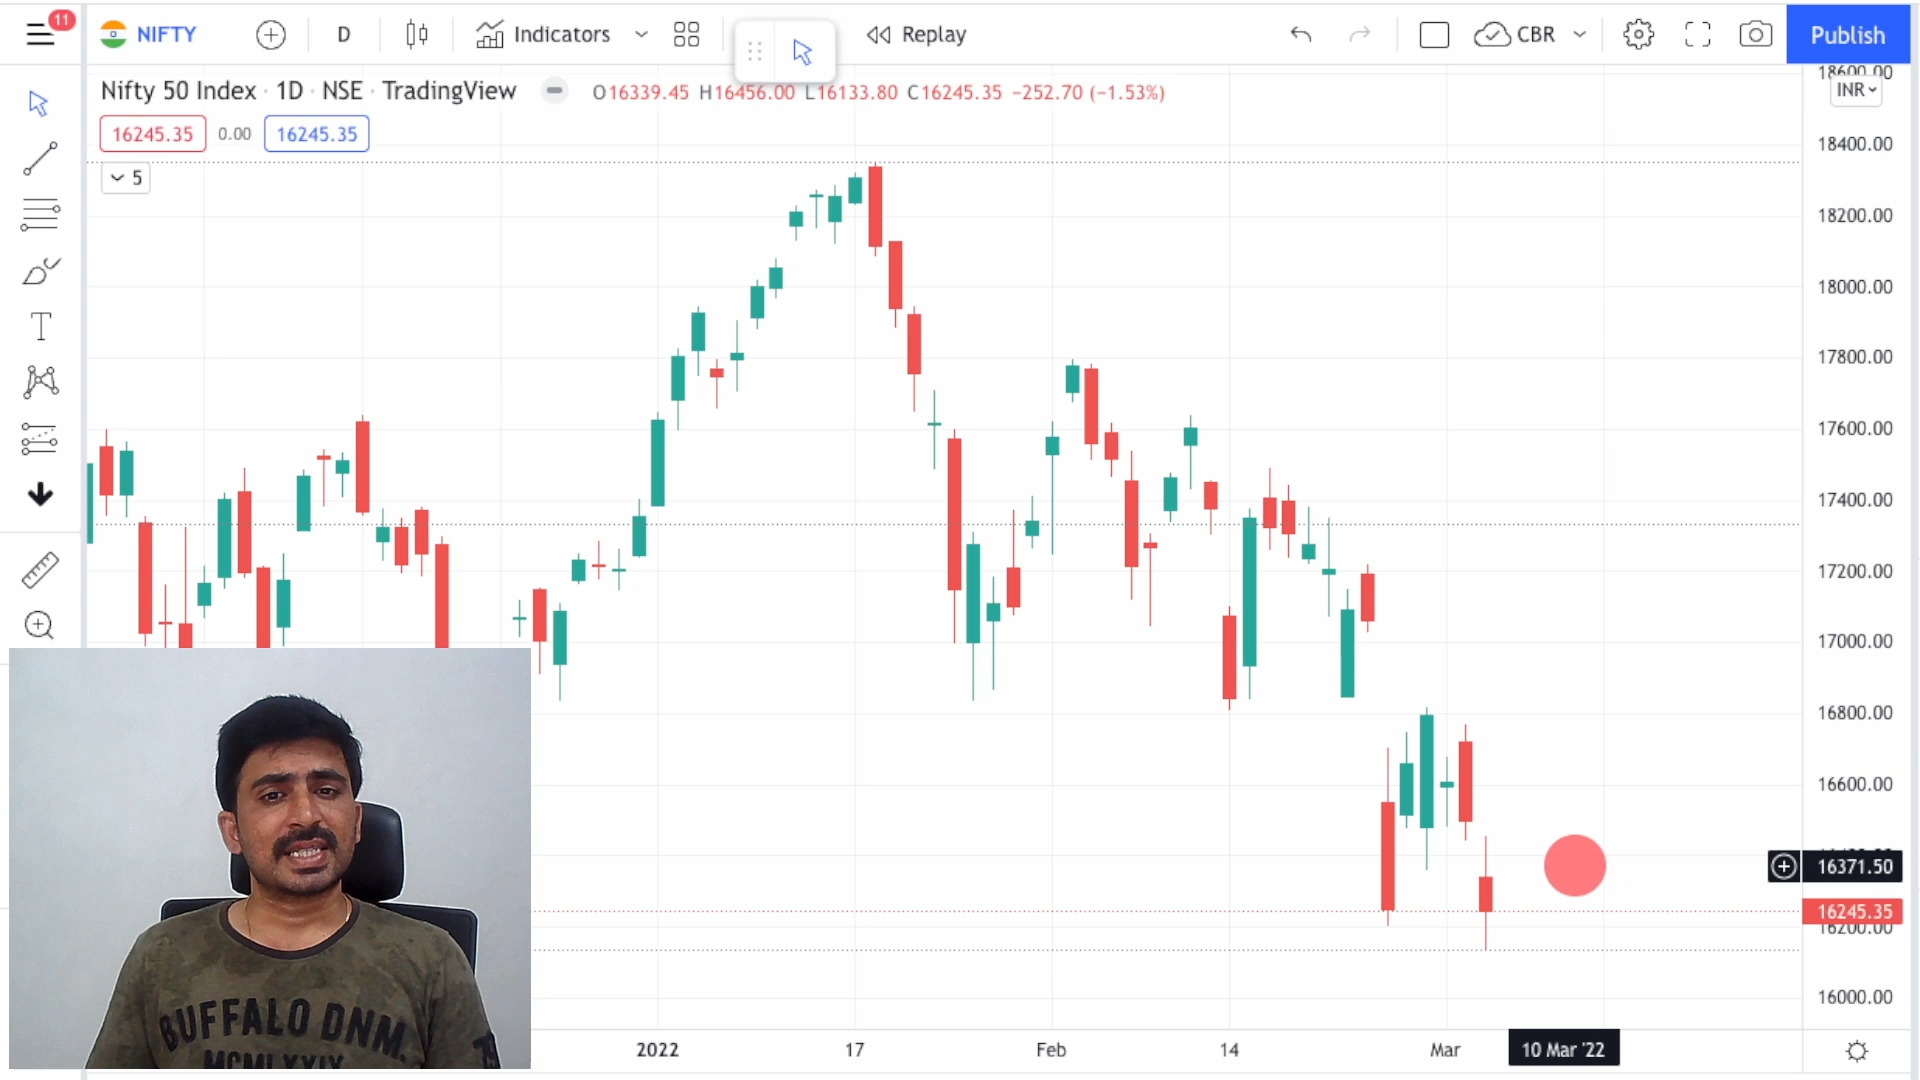 11
NIFTY
D
Indicators
Replay
CBR
Publish
Nifty 50 Index · 1D · NSE · TradingView
O16339.45 H16456.00 L16133.80 C16245.35 −252.70 (−1.53%)
16245.35 0.00 16245.35
5
18600.00
INR
18400.00
18200.00
18000.00
17800.00
17600.00
17400.00
17200.00
17000.00
16800.00
16600.00
16371.50
16245.35
16200.00
16000.00
2022
17
Feb
14
Mar
10 Mar '22
BUFFALO DNM.
MCMLXXIX